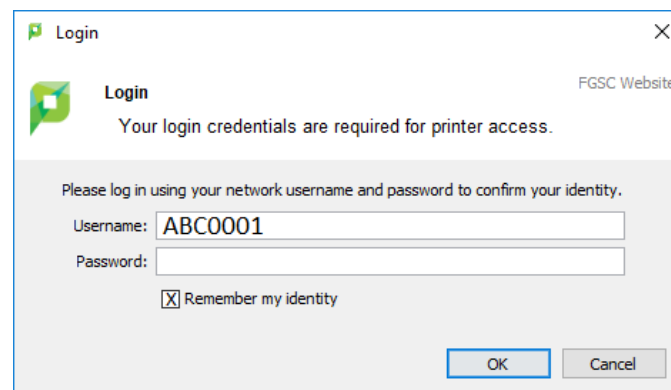 Login
FGSC Website
Login
Your login credentials are required for printer access.
Please log in using your network username and password to confirm your identity.
Username: ABC0001
Password:
X Remember my identity
OK Cancel